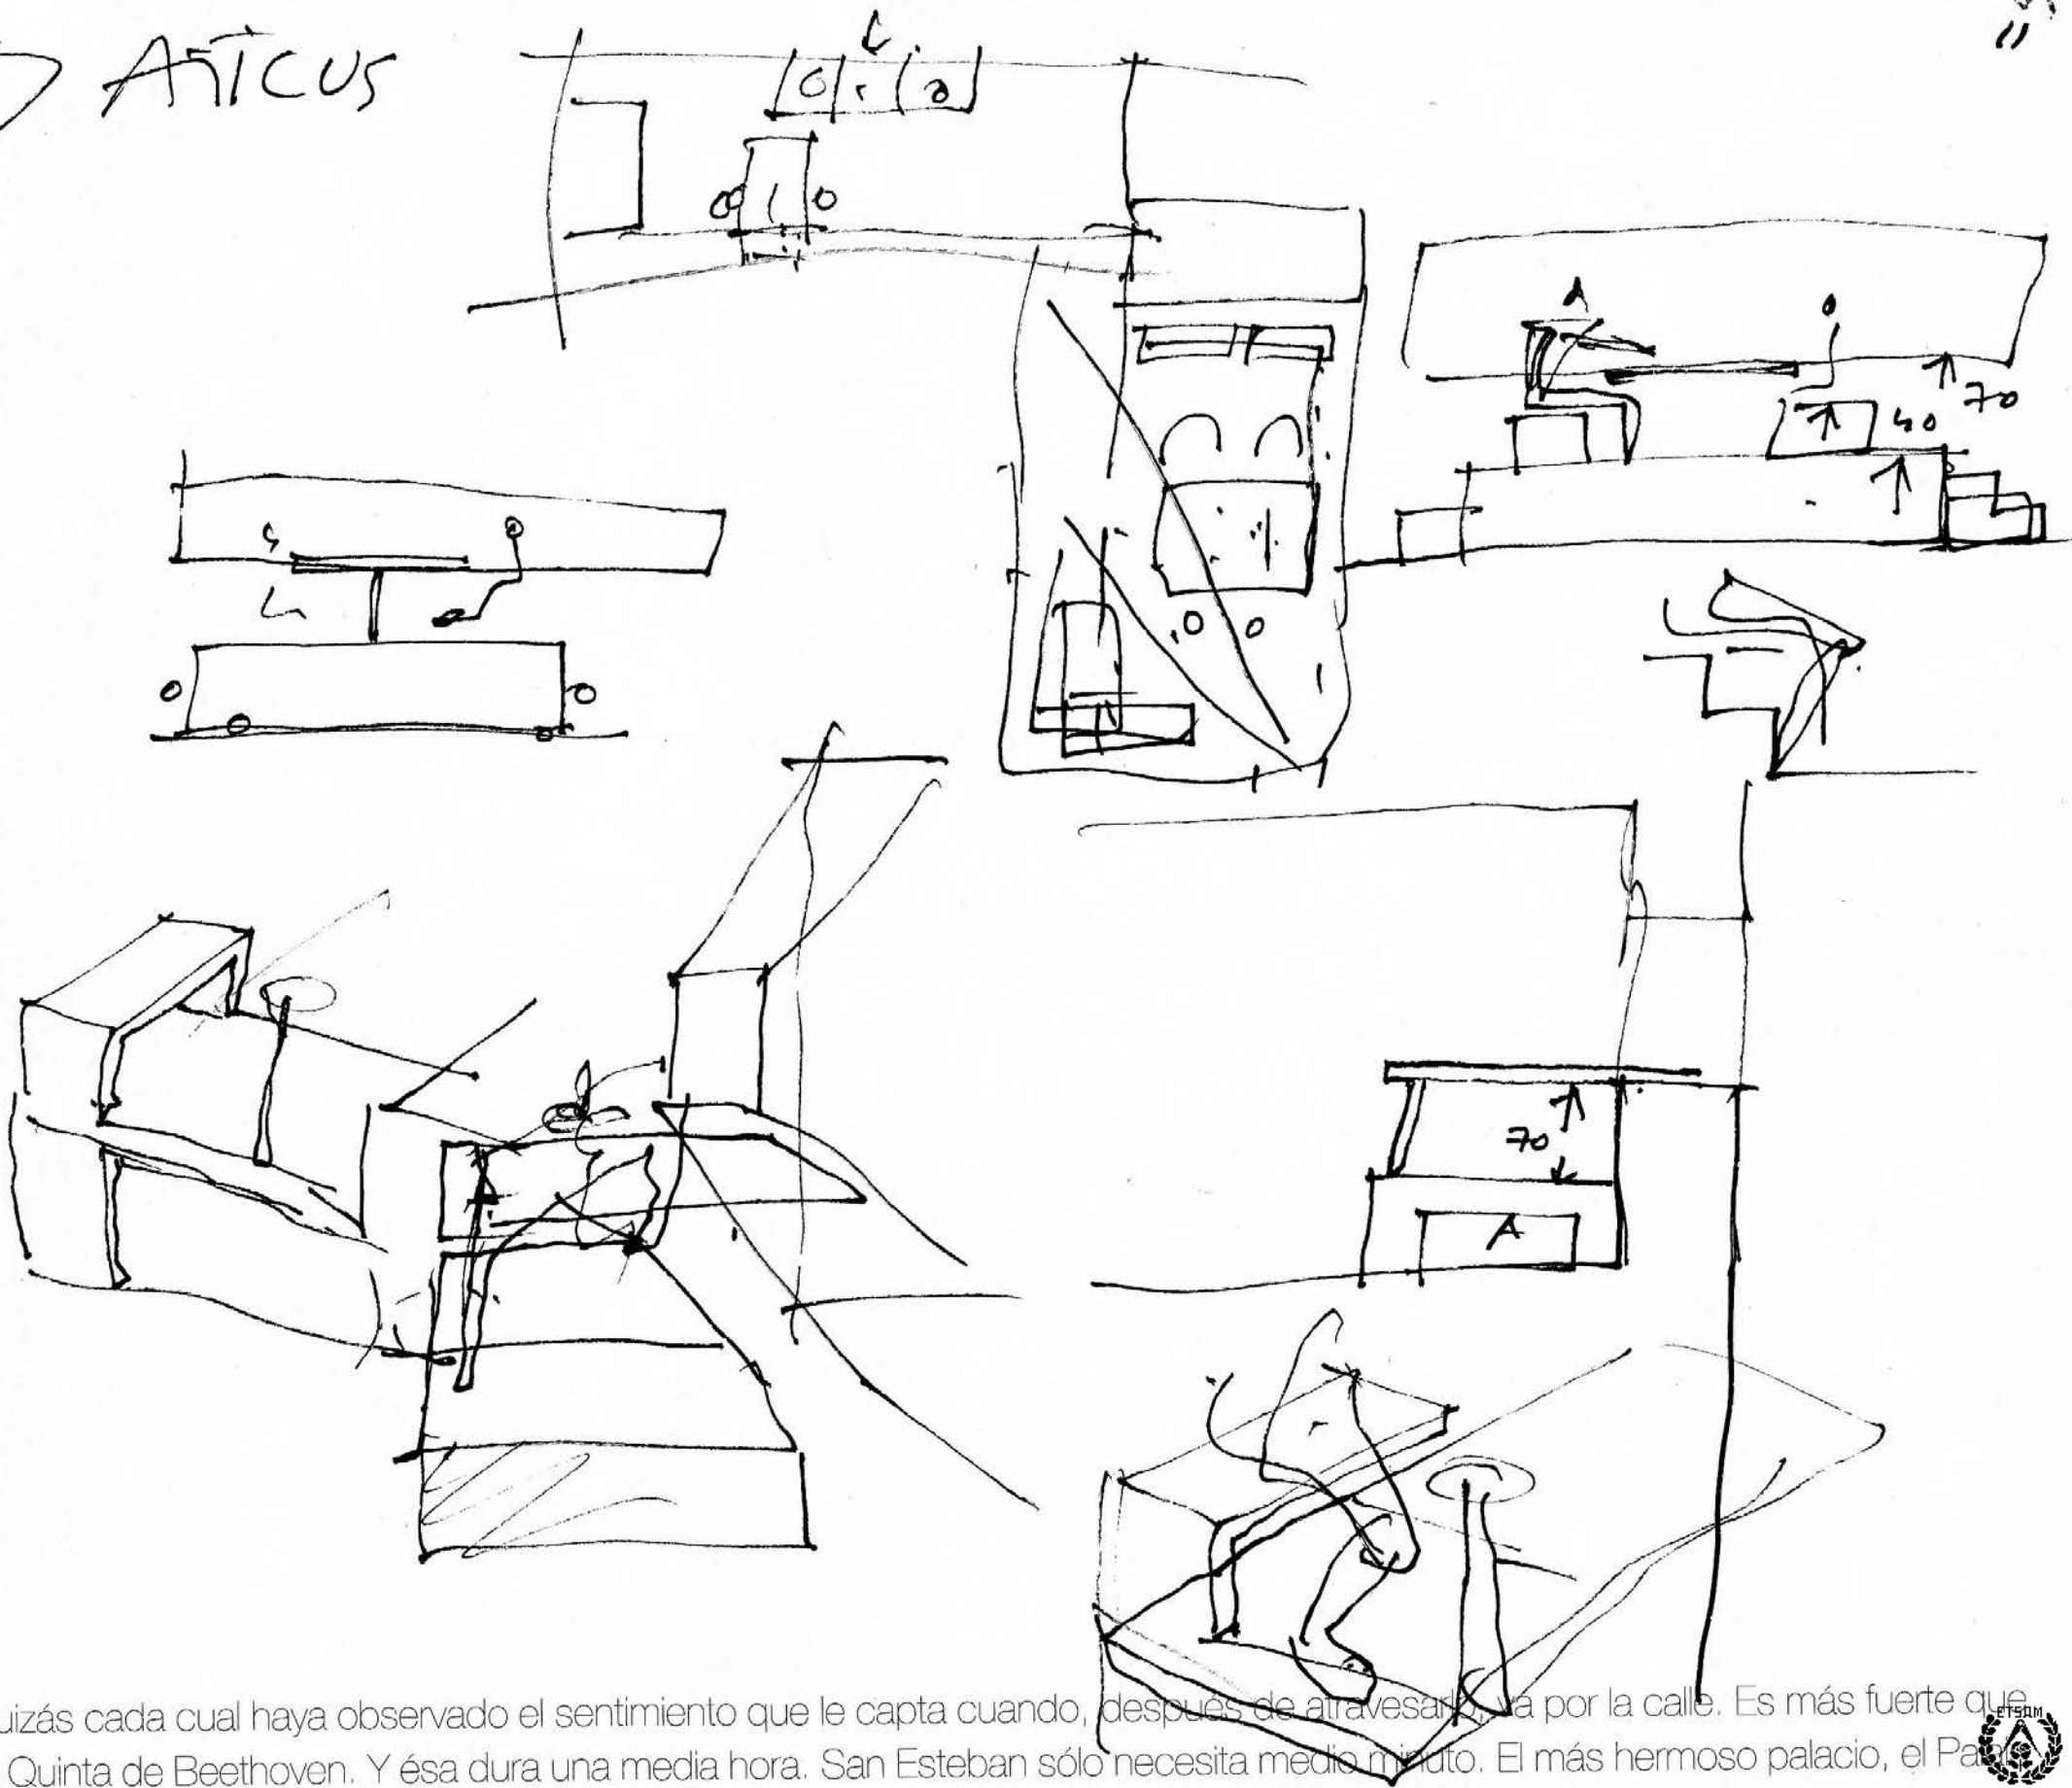 ATICUS
A
70
40
70
A
uizás cada cual haya observado el sentimiento que le capta cuando, después de atravesarlo, va por la calle. Es más fuerte que
Quinta de Beethoven. Y ésa dura una media hora. San Esteban sólo necesita medio minuto. El más hermoso palacio, el
ETSAM